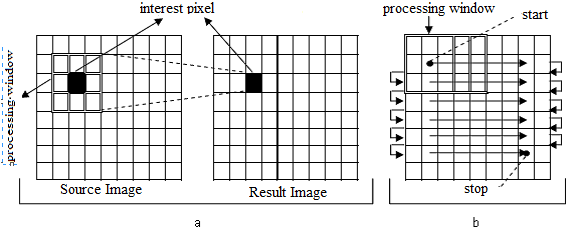 interest pixel
processing window
start
processing window
Source Image
Result Image
stop
a
b